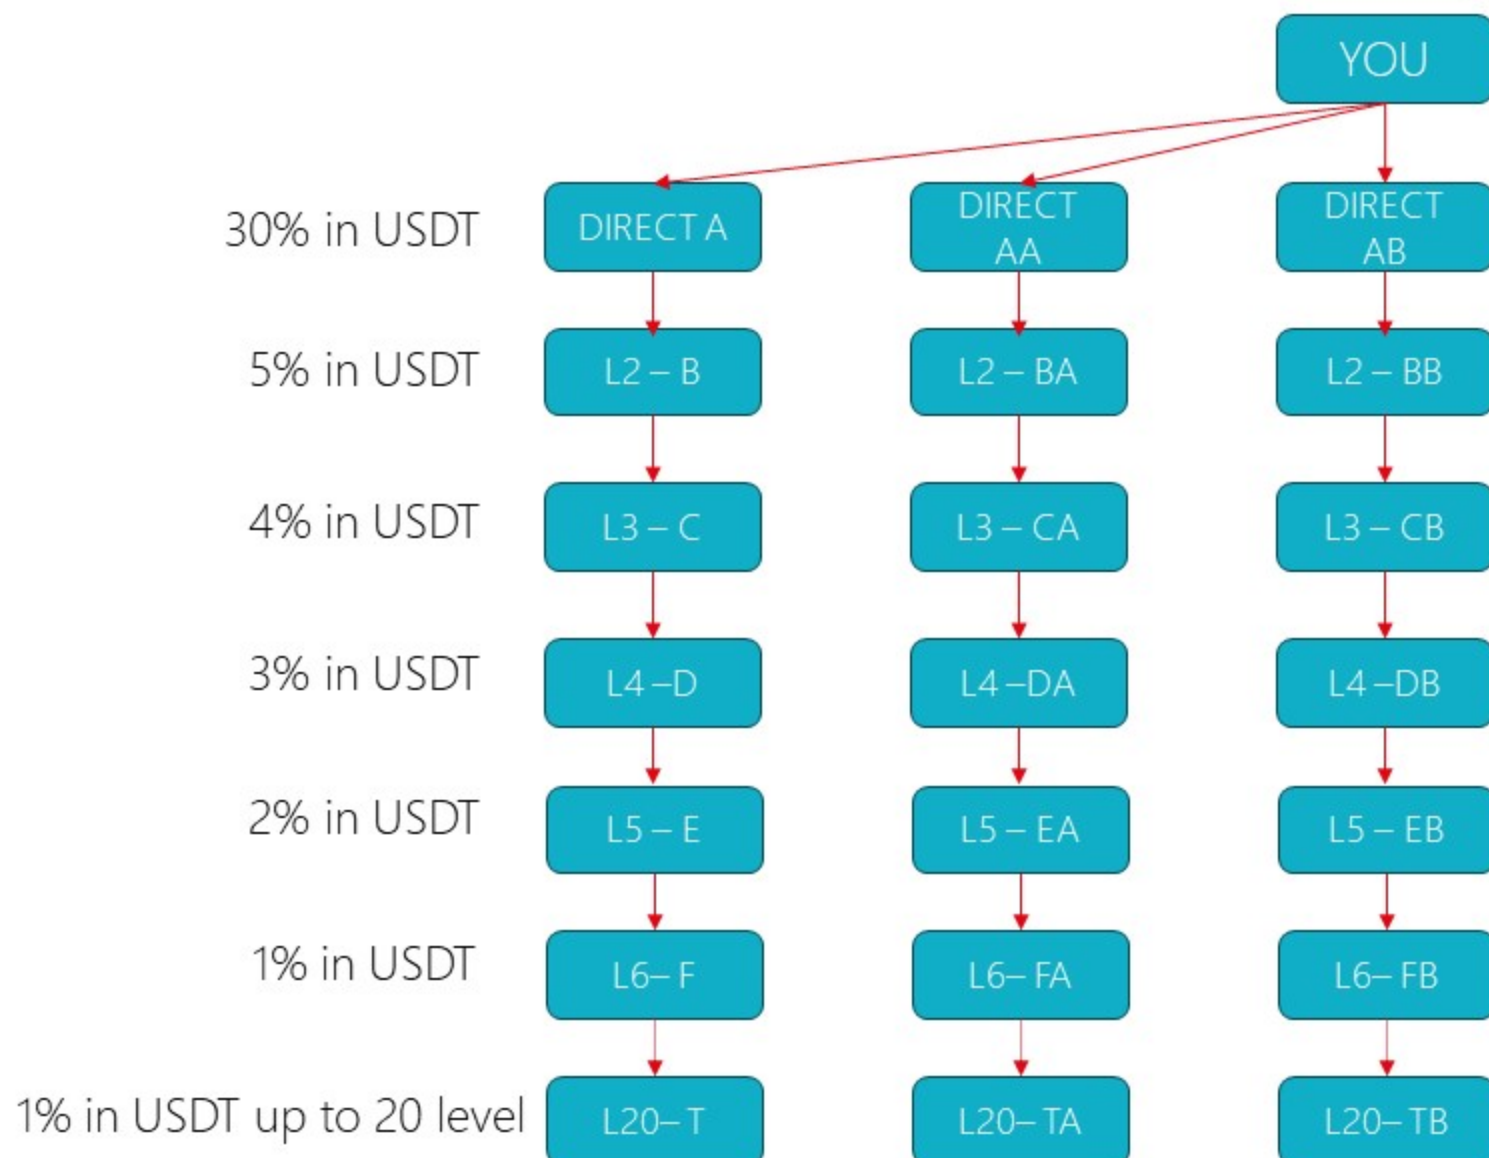 YOU
30% in USDT
DIRECT A
DIRECT
AA
DIRECT
AB
5% in USDT
L2 – B
L2 – BA
L2 – BB
4% in USDT
L3 – C
L3 – CA
L3 – CB
3% in USDT
L4 –D
L4 –DA
L4 –DB
2% in USDT
L5 – E
L5 – EA
L5 – EB
1% in USDT
L6– F
L6– FA
L6– FB
1% in USDT up to 20 level
L20– T
L20– TA
L20– TB